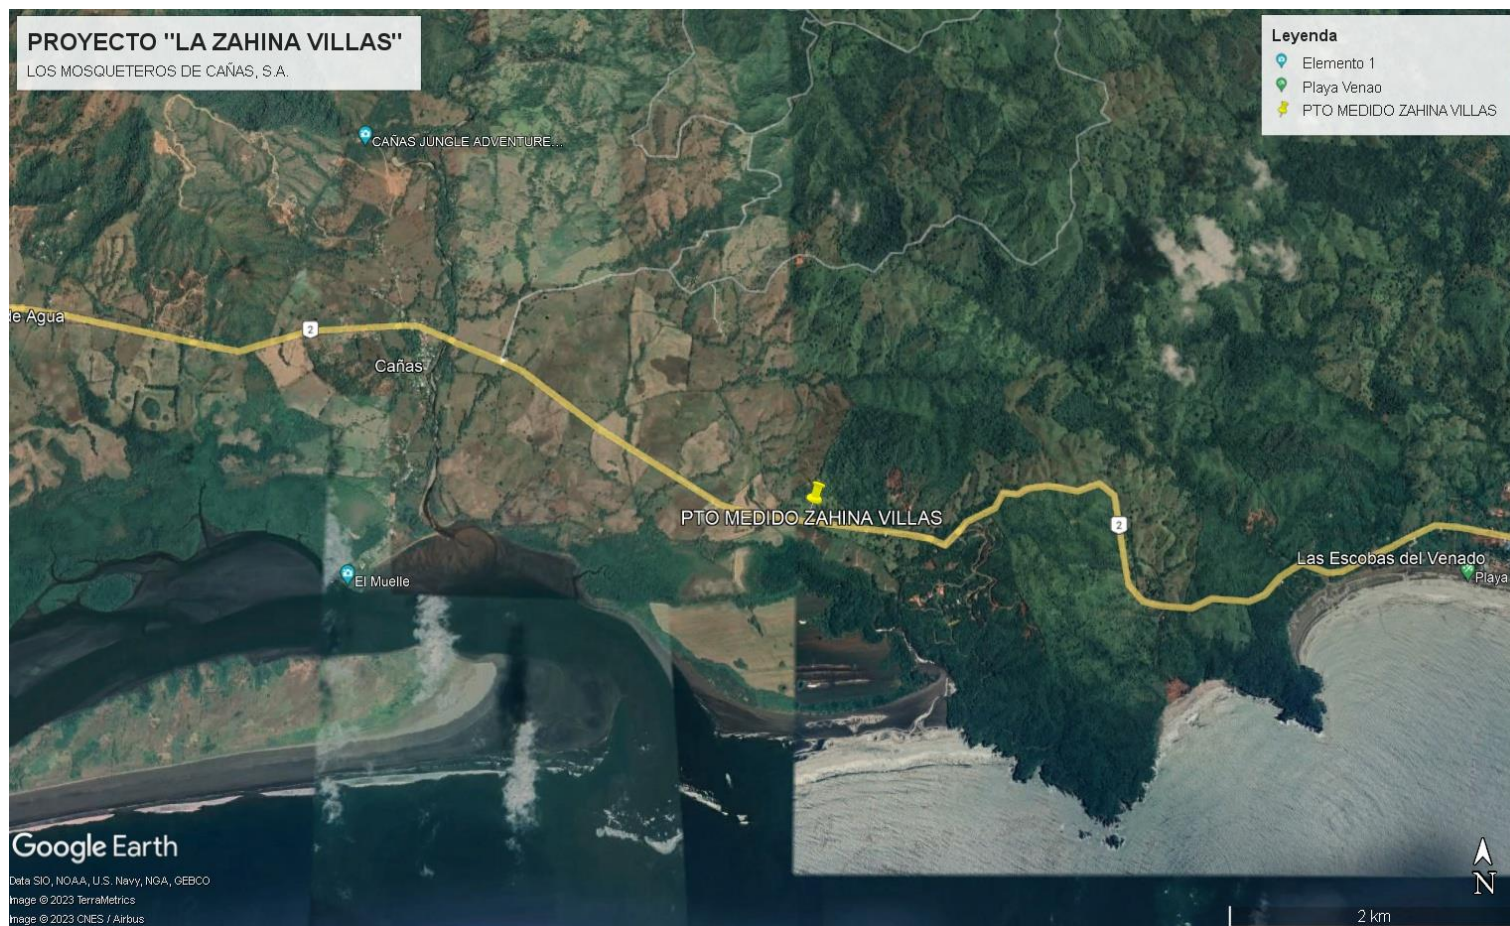 PROYECTO "LA ZAHINA VILLAS"
LOS MOSQUETEROS DE CAÑAS, S.A.
Leyenda
Elemento 1
Playa Venao
PTO MEDIDO ZAHINA VILLAS
CAÑAS JUNGLE ADVENTURE...
de Agua
2
Cañas
PTO MEDIDO ZAHINA VILLAS
2
Las Escobas del Venado
Playa
El Muelle
Google Earth
Data SIO, NOAA, U.S. Navy, NGA, GEBCO
Image © 2023 TerraMetrics
Image © 2023 CNES / Airbus
N
2 km